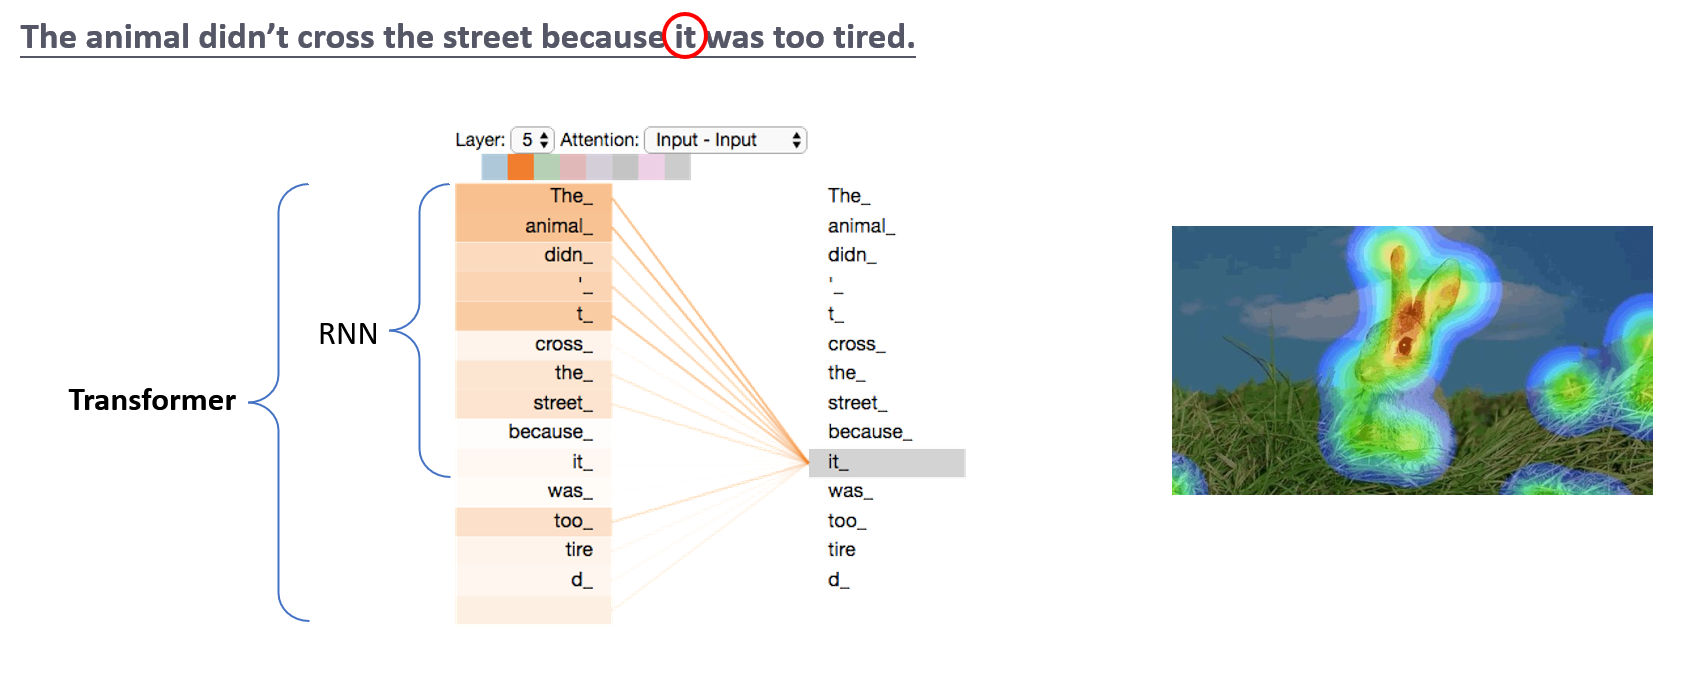 The animal didn’t cross the street because it was too tired.
Layer: 5 Attention: Input - Input
The_ The_
animal_ animal_
didn_ didn_
'_ '_
t_ t_
RNN
cross_ cross_
the_ the_
Transformer
street_ street_
because_ because_
it_ it_
was_ was_
too_ too_
tire tire
d_ d_